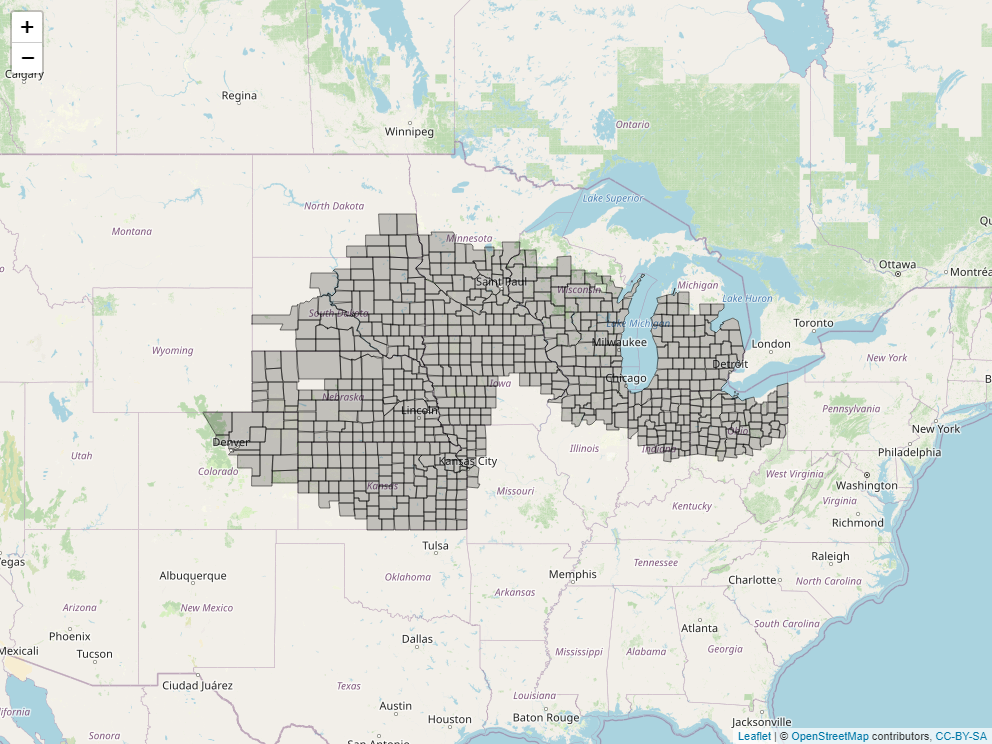 +
−
Calgary
Regina
Winnipeg
Ontario
Lake Superior
North Dakota
Montana
Minnesota
Ottawa
Saint Paul
Michigan
Wisconsin
Lake Huron
South Dakota
Lake Michigan
Toronto
Milwaukee
London
Wyoming
New York
Detroit
Chicago
Iowa
Nebraska
Lincoln
Pennsylvania
New York
Ohio
Denver
Utah
Illinois
Indiana
Philadelphia
Kansas City
Colorado
West Virginia
Washington
Kansas
Missouri
Virginia
Kentucky
Richmond
Tulsa
Raleigh
Tennessee
Albuquerque
Oklahoma
Memphis
Charlotte
North Carolina
Arkansas
Arizona
New Mexico
South Carolina
Phoenix
Atlanta
Dallas
Georgia
Mexicali
Tucson
Mississippi
Alabama
Ciudad Juárez
Texas
Louisiana
Austin
Houston
Baton Rouge
Jacksonville
Sonora
Leaflet | © OpenStreetMap contributors, CC-BY-SA